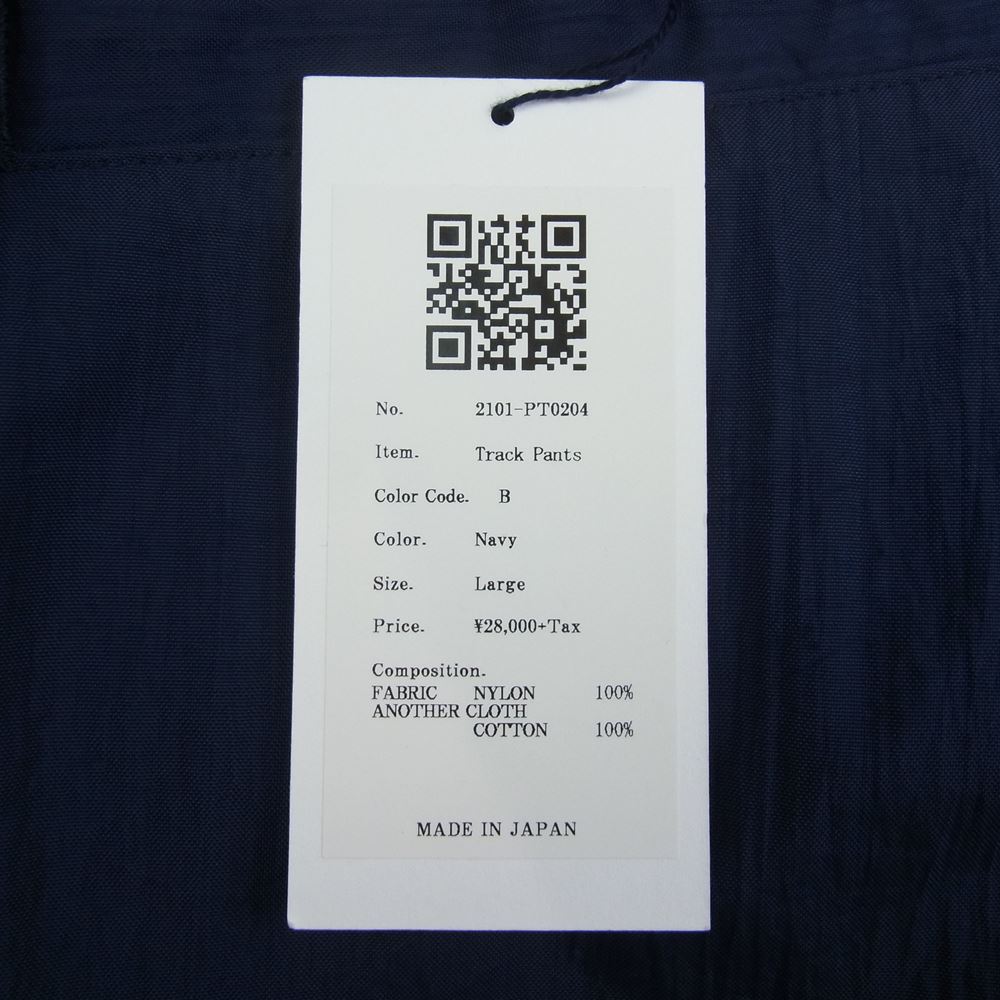 No. 2101-PT0204
Item. Track Pants
Color Code. B
Color. Navy
Size. Large
Price. ¥28,000+Tax
Composition.
FABRIC NYLON 100%
ANOTHER CLOTH
COTTON 100%
MADE IN JAPAN